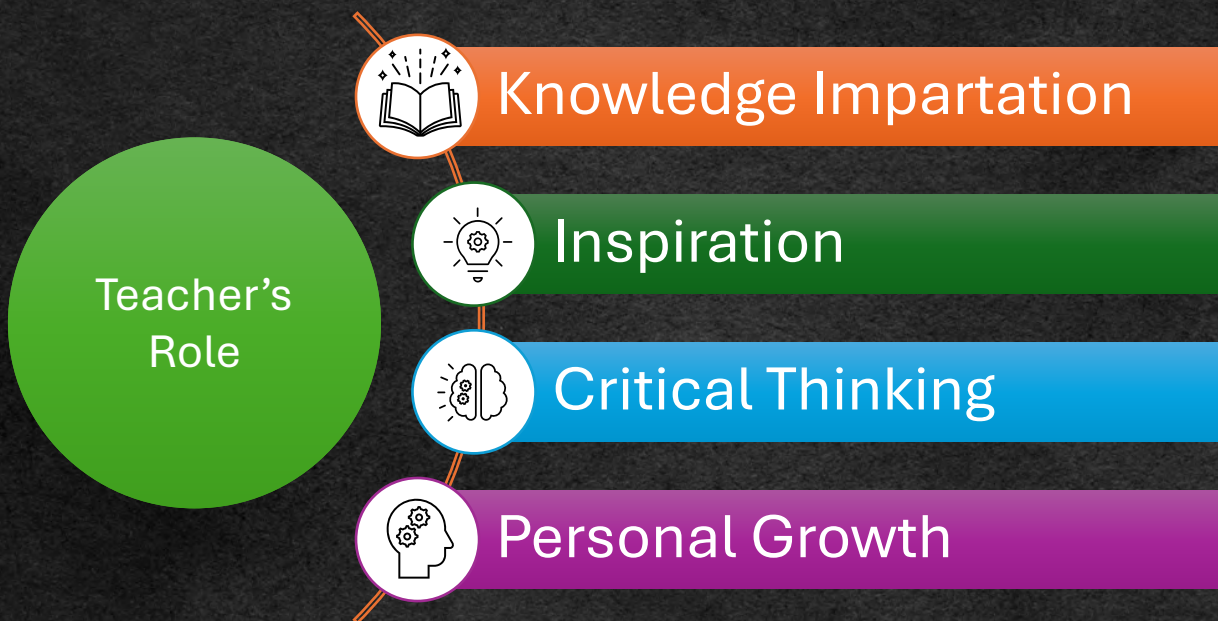 Teacher’s
Role
Knowledge Impartation
Inspiration
Critical Thinking
Personal Growth